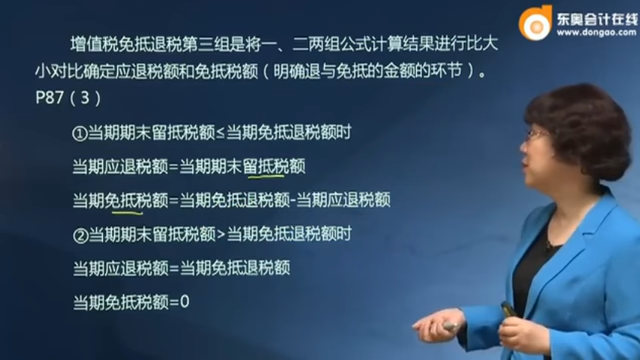 东奥会计在线
www.dongao.com
增值税免抵退税第三组是将一、二两组公式计算结果进行比大
小对比确定应退税额和免抵税额（明确退与免抵的金额的环节）。
P87（3）
①当期期末留抵税额≤当期免抵退税额时
当期应退税额=当期期末留抵税额
当期免抵税额=当期免抵退税额-当期应退税额
②当期期末留抵税额>当期免抵退税额时
当期应退税额=当期免抵退税额
当期免抵税额=0